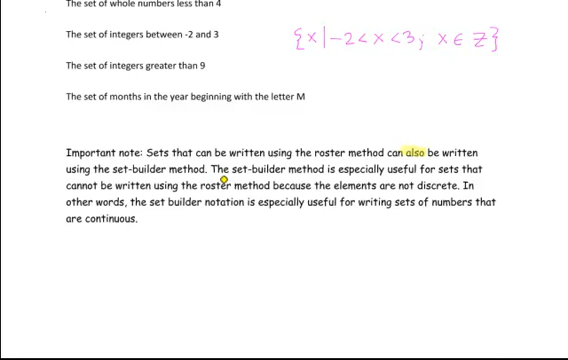 The set of whole numbers less than 4
The set of integers between -2 and 3 {x|-2<x<3; x∈Z}
The set of integers greater than 9
The set of months in the year beginning with the letter M
Important note: Sets that can be written using the roster method can also be written
using the set-builder method. The set-builder method is especially useful for sets that
cannot be written using the roster method because the elements are not discrete. In
other words, the set builder notation is especially useful for writing sets of numbers that
are continuous.